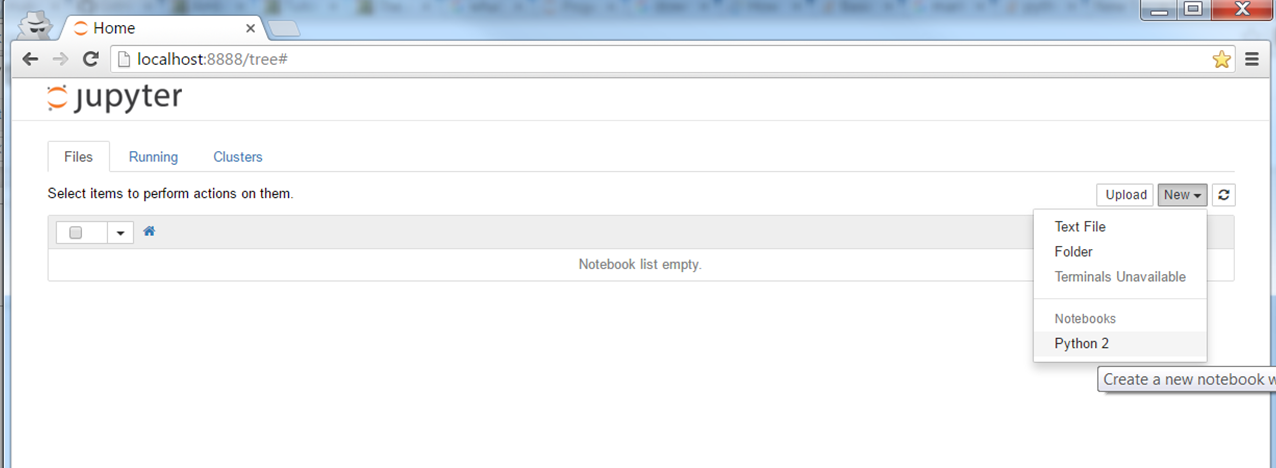 Home
localhost:8888/tree#
jupyter
Files Running Clusters
Select items to perform actions on them.
Upload New
Notebook list empty.
Text File
Folder
Terminals Unavailable
Notebooks
Python 2
Create a new notebook w